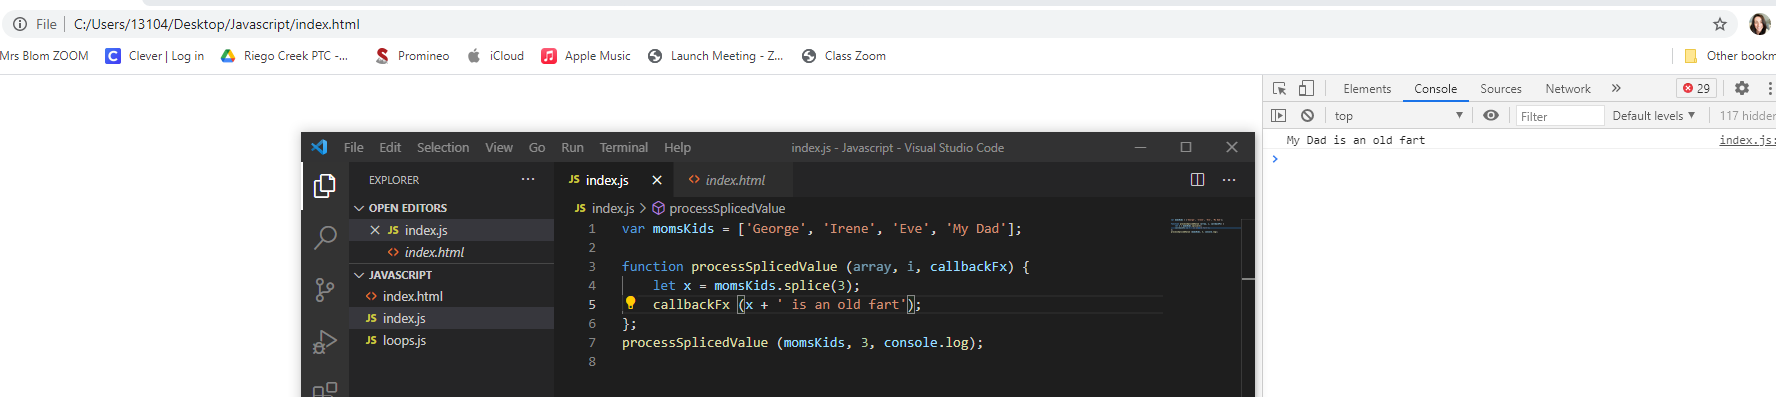 File C:/Users/13104/Desktop/Javascript/index.html
Mrs Blom ZOOM Clever | Log in Riego Creek PTC -... Promineo iCloud Apple Music Launch Meeting - Z... Class Zoom Other bookm
Elements Console Sources Network 29
top Filter Default levels 117 hidden
My Dad is an old fart index.js:
File Edit Selection View Go Run Terminal Help index.js - Javascript - Visual Studio Code
EXPLORER
OPEN EDITORS
JS index.js
index.html
JAVASCRIPT
index.html
JS index.js
JS loops.js
JS index.js index.html
JS index.js > processSplicedValue
1 var momsKids = ['George', 'Irene', 'Eve', 'My Dad'];
2
3 function processSplicedValue (array, i, callbackFx) {
4 let x = momsKids.splice(3);
5 callbackFx (x + ' is an old fart');
6 };
7 processSplicedValue (momsKids, 3, console.log);
8